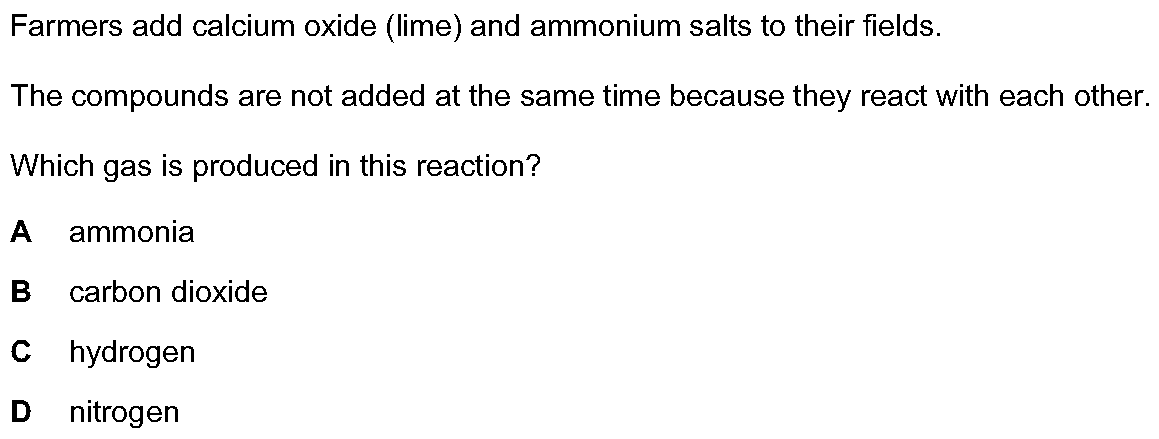 Farmers add calcium oxide (lime) and ammonium salts to their fields.
The compounds are not added at the same time because they react with each other.
Which gas is produced in this reaction?
A ammonia
B carbon dioxide
C hydrogen
D nitrogen